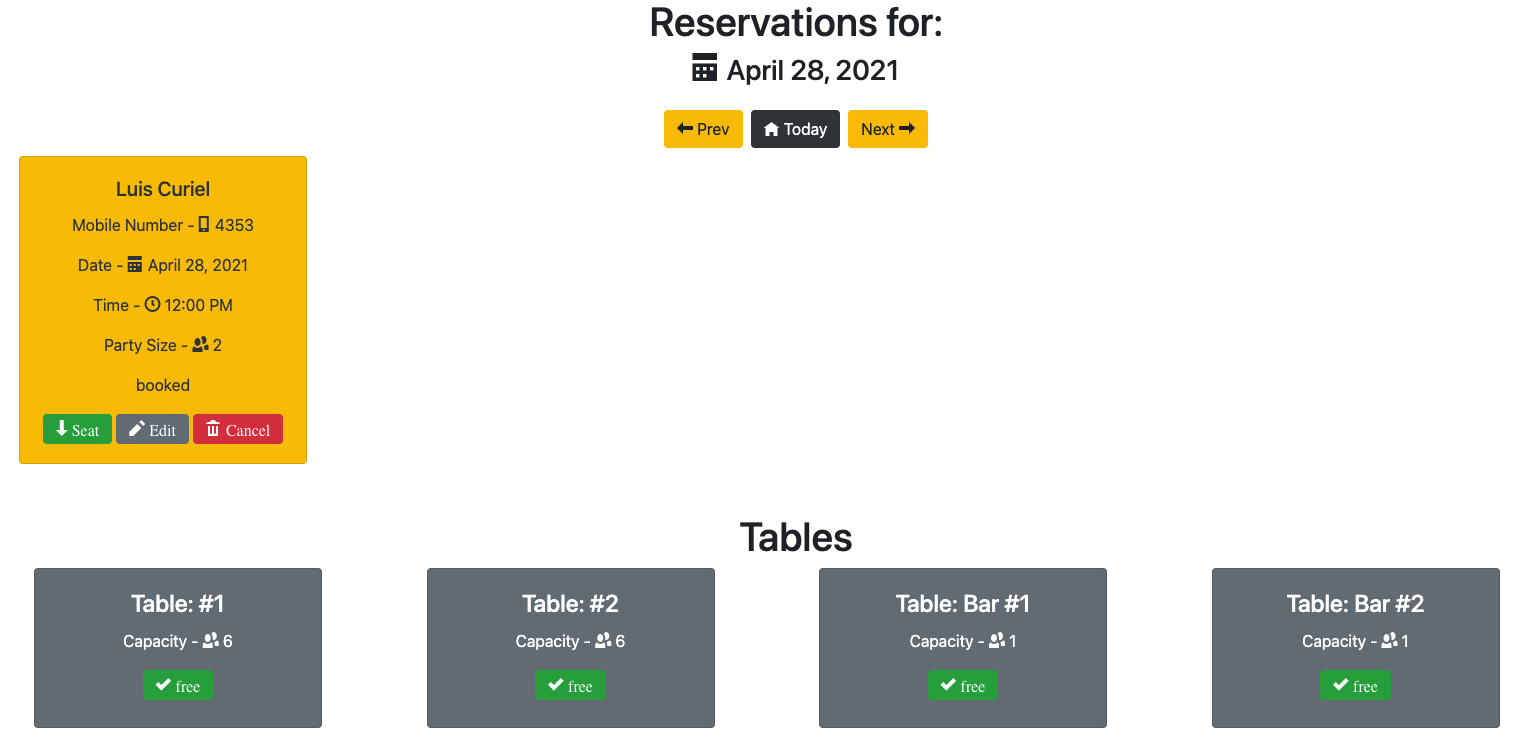 Reservations for:
April 28, 2021
Prev Today Next
Luis Curiel
Mobile Number - 4353
Date - April 28, 2021
Time - 12:00 PM
Party Size - 2
booked
Seat Edit Cancel
Tables
Table: #1
Capacity - 6
free
Table: #2
Capacity - 6
free
Table: Bar #1
Capacity - 1
free
Table: Bar #2
Capacity - 1
free